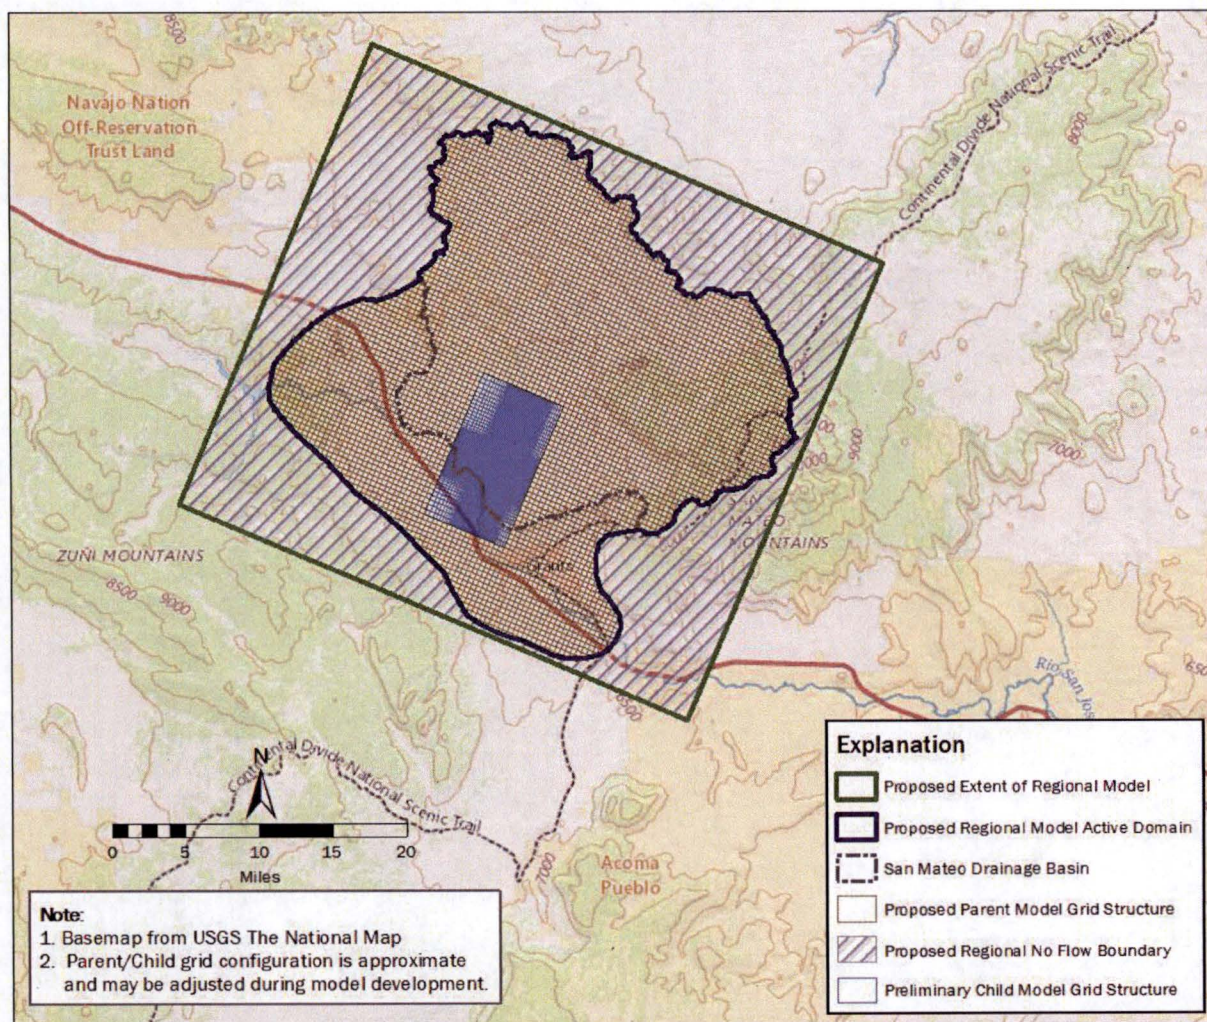 8500
Navajo Nation
Off-Reservation
Trust Land
Continental Divide National Scenic Trail
8000
7000
9000
MATEO
MOUNTAINS
ZUÑI MOUNTAINS
8500
9000
Grants
6500
Rio San Jos
Continental Divide National Scenic Trail
N
0 5 10 15 20
Miles
7000
Acoma
Pueblo
Note:
1. Basemap from USGS The National Map
2. Parent/Child grid configuration is approximate
and may be adjusted during model development.
Explanation
Proposed Extent of Regional Model
Proposed Regional Model Active Domain
San Mateo Drainage Basin
Proposed Parent Model Grid Structure
Proposed Regional No Flow Boundary
Preliminary Child Model Grid Structure